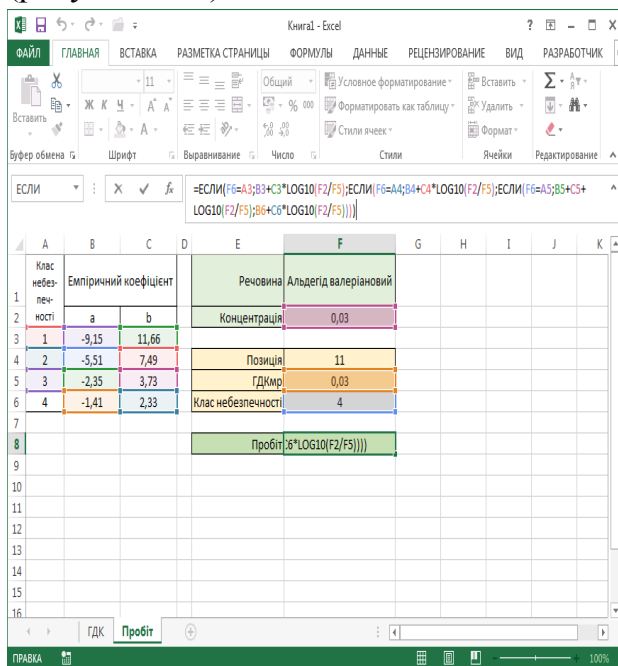 Книга1 - Excel
ФАЙЛ ГЛАВНАЯ ВСТАВКА РАЗМЕТКА СТРАНИЦЫ ФОРМУЛЫ ДАННЫЕ РЕЦЕНЗИРОВАНИЕ ВИД РАЗРАБОТЧИК
Вставить
Ж К Ч
11
Общий
% 000
Условное форматирование
Форматировать как таблицу
Стили ячеек
Вставить
Удалить
Формат
Буфер обмена Шрифт Выравнивание Число Стили Ячейки Редактирование
ЕСЛИ
=ЕСЛИ(F6=A3;B3+C3*LOG10(F2/F5);ЕСЛИ(F6=A4;B4+C4*LOG10(F2/F5);ЕСЛИ(F6=A5;B5+C5+
LOG10(F2/F5);B6+C6*LOG10(F2/F5))))
A B C D E F G H I J K
1 Клас небез- печ- ності Емпіричний коефіцієнт Речовина Альдегід валеріановий
2 a b Концентрація 0,03
3 1 -9,15 11,66
4 2 -5,51 7,49 Позиція 11
5 3 -2,35 3,73 ГДКмр 0,03
6 4 -1,41 2,33 Клас небезпечності 4
7
8 Пробіт C6*LOG10(F2/F5))))
9
10
11
12
13
14
15
16
ГДК Пробіт
ПРАВКА 100%